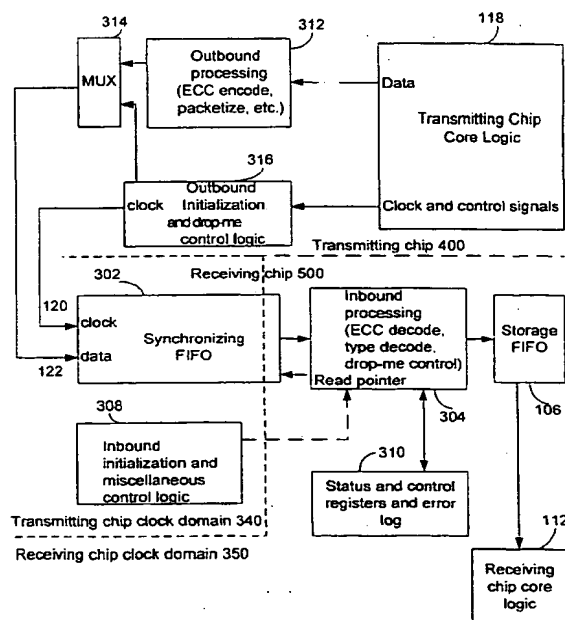 314
312
118
MUX
Outbound
processing
(ECC encode,
packetize, etc.)
Data
Transmitting Chip
Core Logic
316
clock
Outbound
Initialization
and drop-me
control logic
Clock and control signals
Transmitting chip 400
Receiving chip 500
302
120
clock
data
122
Synchronizing
FIFO
Inbound
processing
(ECC decode,
type decode,
drop-me control)
Read pointer
Storage
FIFO
304
106
308
Inbound
initialization and
miscellaneous
control logic
310
Status and control
registers and error
log
Transmitting chip clock domain 340
Receiving chip clock domain 350
112
Receiving
chip core
logic